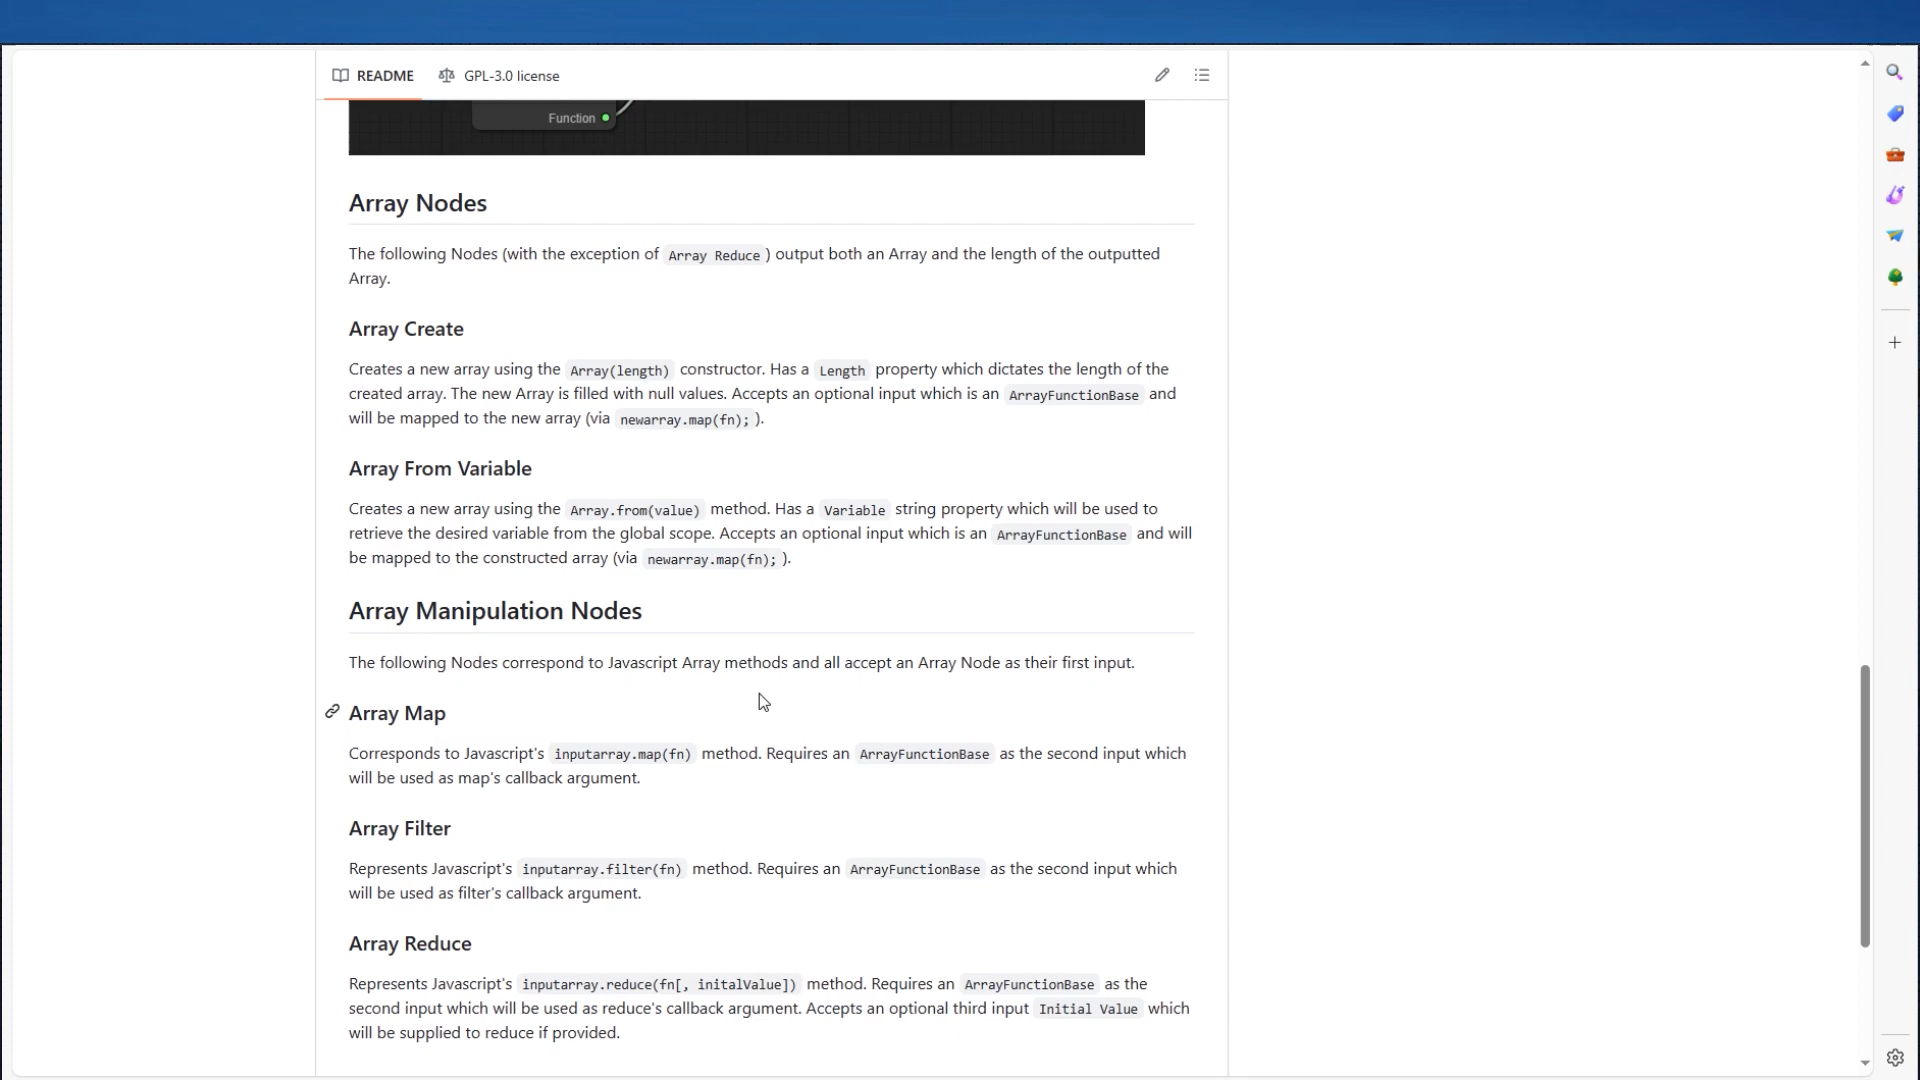 README
GPL-3.0 license
Function
Array Nodes
The following Nodes (with the exception of Array Reduce ) output both an Array and the length of the outputted
Array.
Array Create
Creates a new array using the Array(length) constructor. Has a Length property which dictates the length of the
created array. The new Array is filled with null values. Accepts an optional input which is an ArrayFunctionBase and
will be mapped to the new array (via newarray.map(fn); ).
Array From Variable
Creates a new array using the Array.from(value) method. Has a Variable string property which will be used to
retrieve the desired variable from the global scope. Accepts an optional input which is an ArrayFunctionBase and will
be mapped to the constructed array (via newarray.map(fn); ).
Array Manipulation Nodes
The following Nodes correspond to Javascript Array methods and all accept an Array Node as their first input.
Array Map
Corresponds to Javascript's inputarray.map(fn) method. Requires an ArrayFunctionBase as the second input which
will be used as map's callback argument.
Array Filter
Represents Javascript's inputarray.filter(fn) method. Requires an ArrayFunctionBase as the second input which
will be used as filter's callback argument.
Array Reduce
Represents Javascript's inputarray.reduce(fn[, initalValue]) method. Requires an ArrayFunctionBase as the
second input which will be used as reduce's callback argument. Accepts an optional third input Initial Value which
will be supplied to reduce if provided.